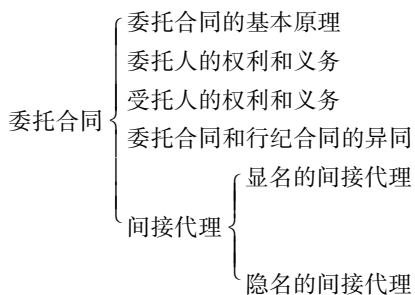 委托合同的基本原理
委托人的权利和义务
受托人的权利和义务
委托合同
委托合同和行纪合同的异同
显名的间接代理
间接代理
隐名的间接代理